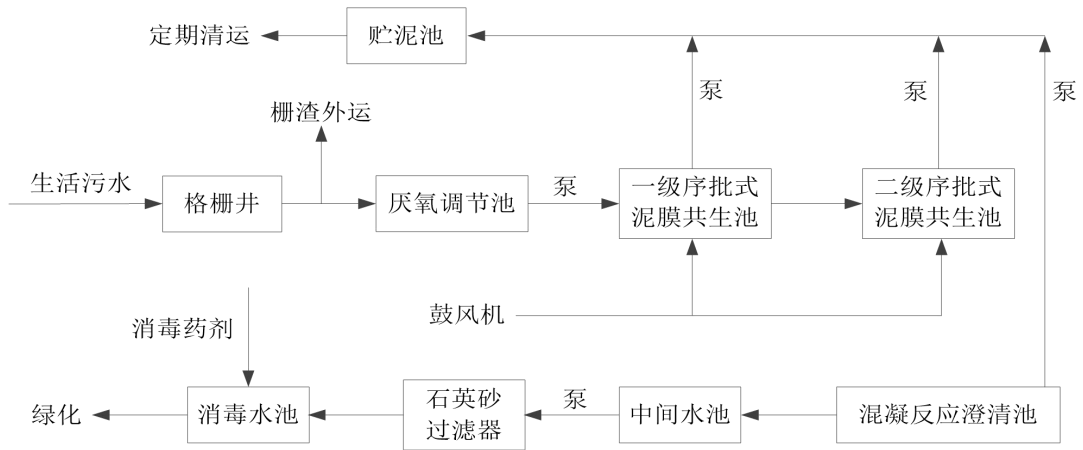 定期清运
贮泥池
泵
泵
泵
栅渣外运
生活污水
格栅井
厌氧调节池
泵
一级序批式
泥膜共生池
二级序批式
泥膜共生池
鼓风机
消毒药剂
绿化
消毒水池
石英砂
过滤器
泵
中间水池
混凝反应澄清池